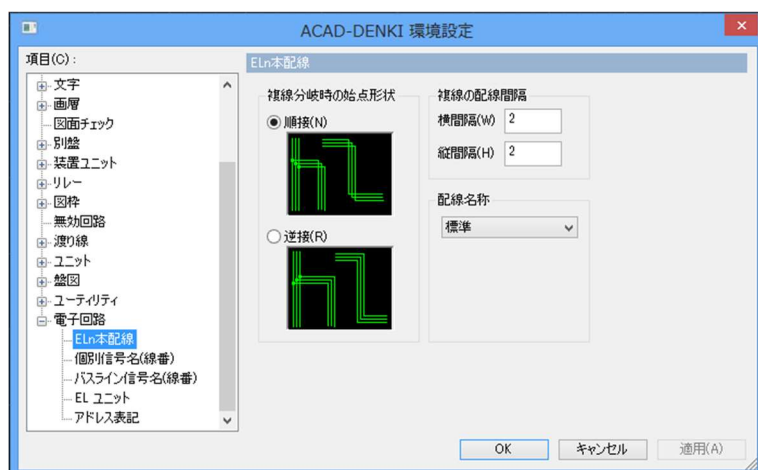 ACAD-DENKI 環境設定
項目(C):
文字
画層
図面チェック
別盤
装置ユニット
リレー
図枠
無効回路
渡り線
ユニット
盤図
ユーティリティ
電子回路
ELn本配線
個別信号名(線番)
バスライン信号名(線番)
EL ユニット
アドレス表記
ELn本配線
複線分岐時の始点形状
順接(N)
逆接(R)
複線の配線間隔
横間隔(W) 2
縦間隔(H) 2
配線名称
標準
OK キャンセル 適用(A)